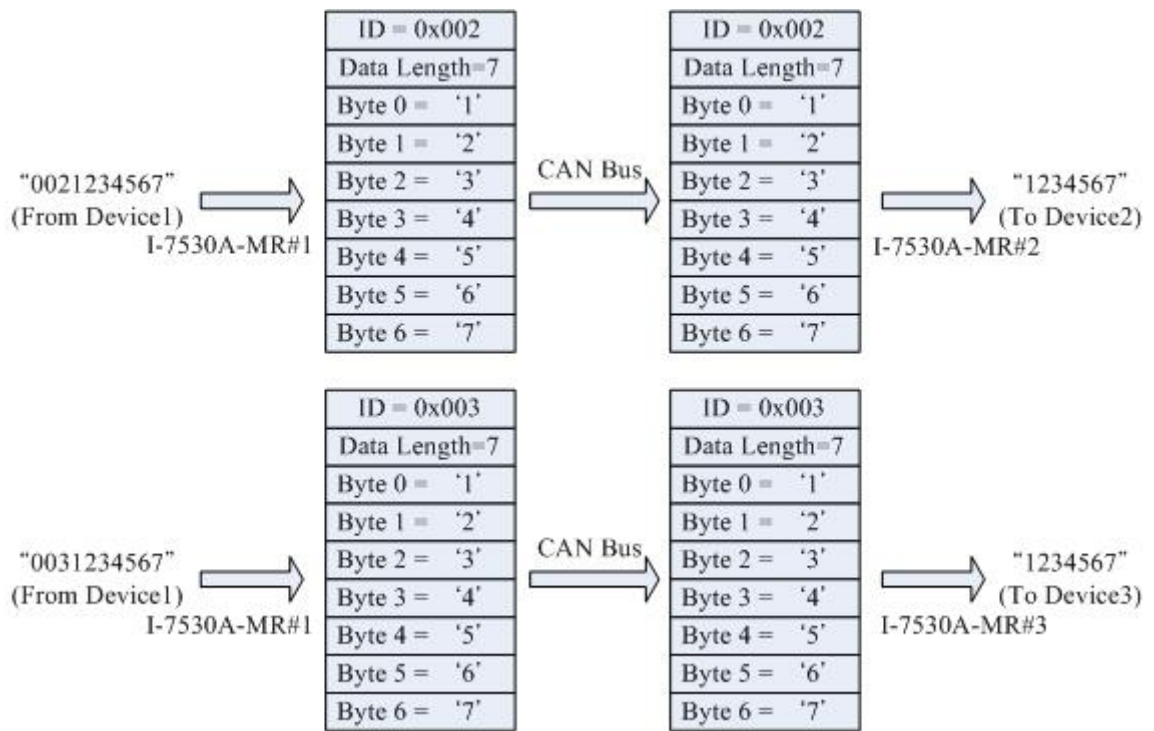 ID = 0x002
Data Length=7
Byte 0 = ‘1’
Byte 1 = ‘2’
Byte 2 = ‘3’
Byte 3 = ‘4’
Byte 4 = ‘5’
Byte 5 = ‘6’
Byte 6 = ‘7’
“0021234567”
(From Device1)
I-7530A-MR#1
CAN Bus
ID = 0x002
Data Length=7
Byte 0 = ‘1’
Byte 1 = ‘2’
Byte 2 = ‘3’
Byte 3 = ‘4’
Byte 4 = ‘5’
Byte 5 = ‘6’
Byte 6 = ‘7’
“1234567”
(To Device2)
I-7530A-MR#2
ID = 0x003
Data Length=7
Byte 0 = ‘1’
Byte 1 = ‘2’
Byte 2 = ‘3’
Byte 3 = ‘4’
Byte 4 = ‘5’
Byte 5 = ‘6’
Byte 6 = ‘7’
“0031234567”
(From Device1)
I-7530A-MR#1
CAN Bus
ID = 0x003
Data Length=7
Byte 0 = ‘1’
Byte 1 = ‘2’
Byte 2 = ‘3’
Byte 3 = ‘4’
Byte 4 = ‘5’
Byte 5 = ‘6’
Byte 6 = ‘7’
“1234567”
(To Device3)
I-7530A-MR#3